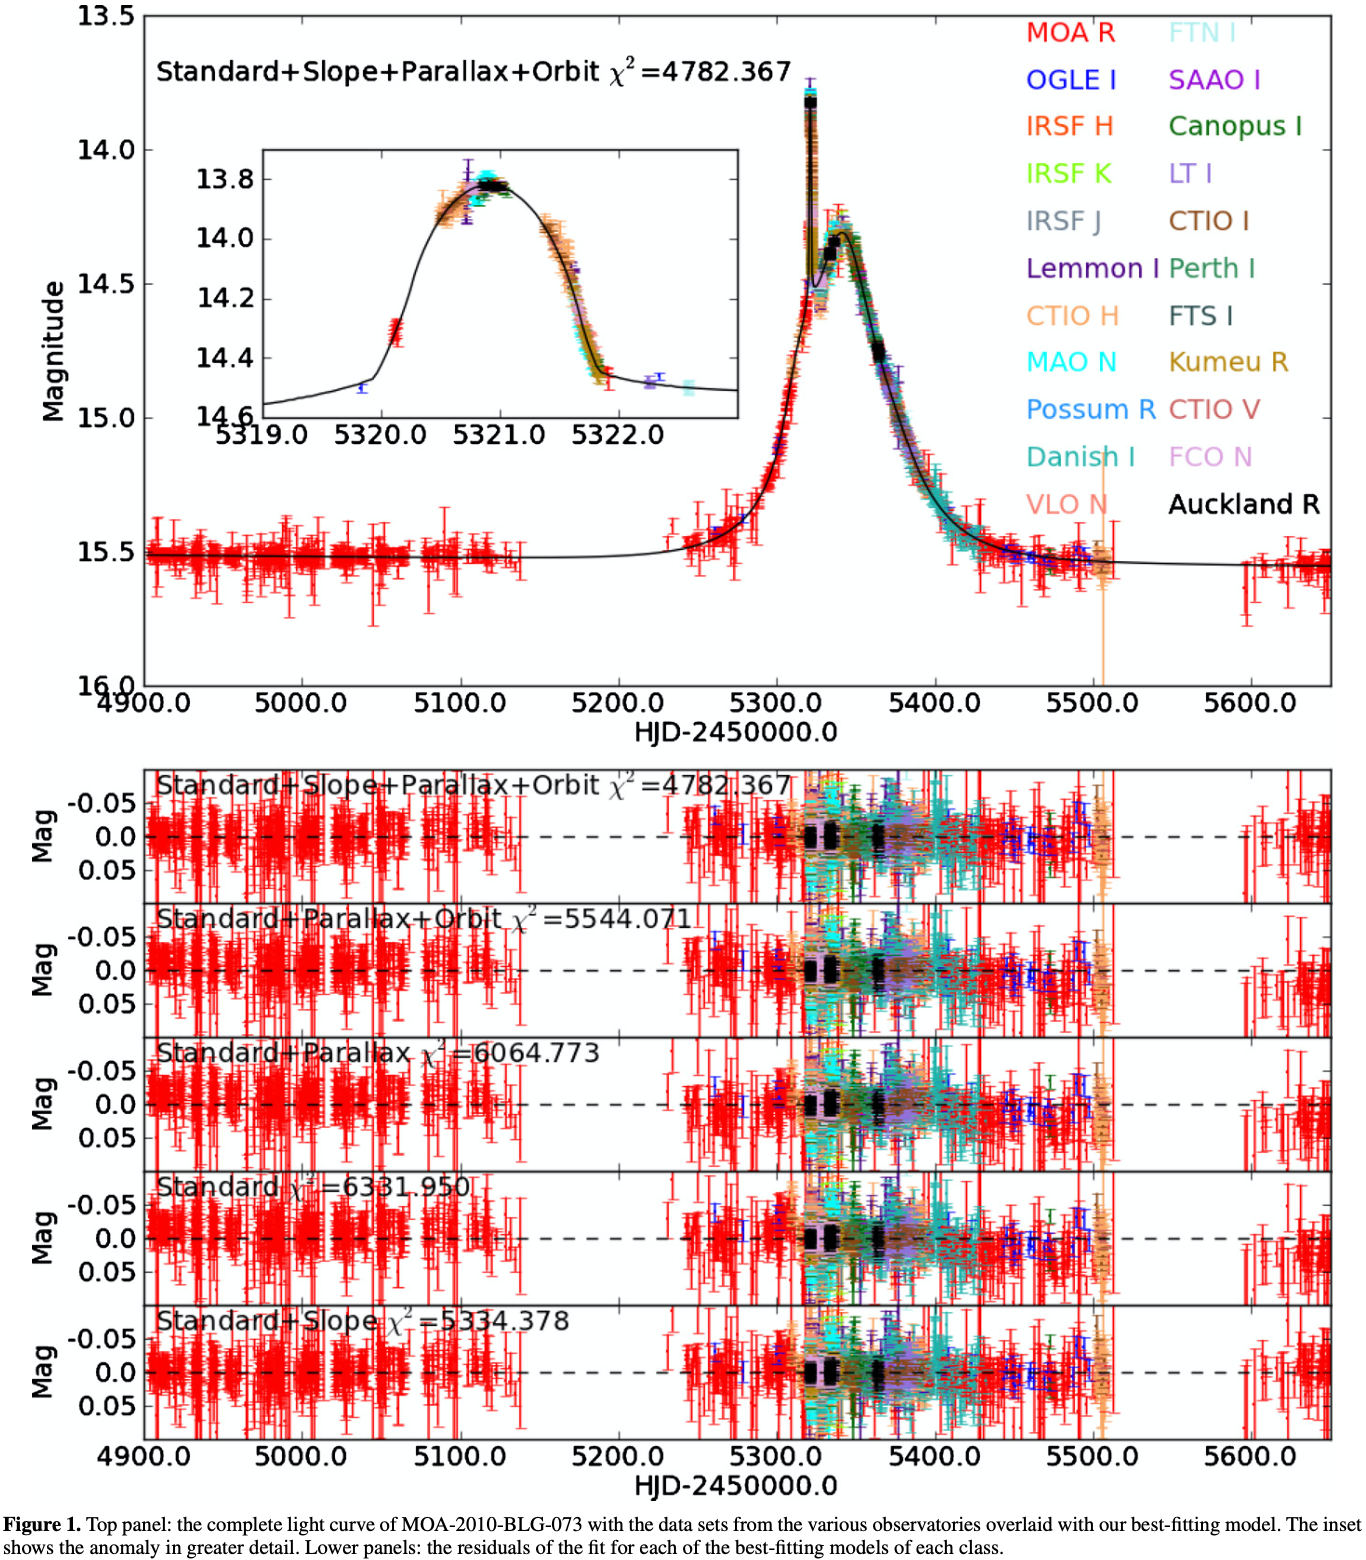 13.5
14.0
14.5
15.0
15.5
16.0
Magnitude
Standard+Slope+Parallax+Orbit χ²=4782.367
13.8
14.0
14.2
14.4
14.6
5319.0 5320.0 5321.0 5322.0
MOA R FTN I
OGLE I SAAO I
IRSF H Canopus I
IRSF K LT I
IRSF J CTIO I
Lemmon I Perth I
CTIO H FTS I
MAO N Kumeu R
Possum R CTIO V
Danish I FCO N
VLO N Auckland R
4900.0 5000.0 5100.0 5200.0 5300.0 5400.0 5500.0 5600.0
HJD-2450000.0
Standard+Slope+Parallax+Orbit χ²=4782.367
-0.05
0.0
0.05
Mag
Standard+Parallax+Orbit χ²=5544.071
-0.05
0.0
0.05
Mag
Standard+Parallax χ²=6064.773
-0.05
0.0
0.05
Mag
Standard χ²=6331.950
-0.05
0.0
0.05
Mag
Standard+Slope χ²=5334.378
-0.05
0.0
0.05
Mag
4900.0 5000.0 5100.0 5200.0 5300.0 5400.0 5500.0 5600.0
HJD-2450000.0
Figure 1. Top panel: the complete light curve of MOA-2010-BLG-073 with the data sets from the various observatories overlaid with our best-fitting model. The inset
shows the anomaly in greater detail. Lower panels: the residuals of the fit for each of the best-fitting models of each class.